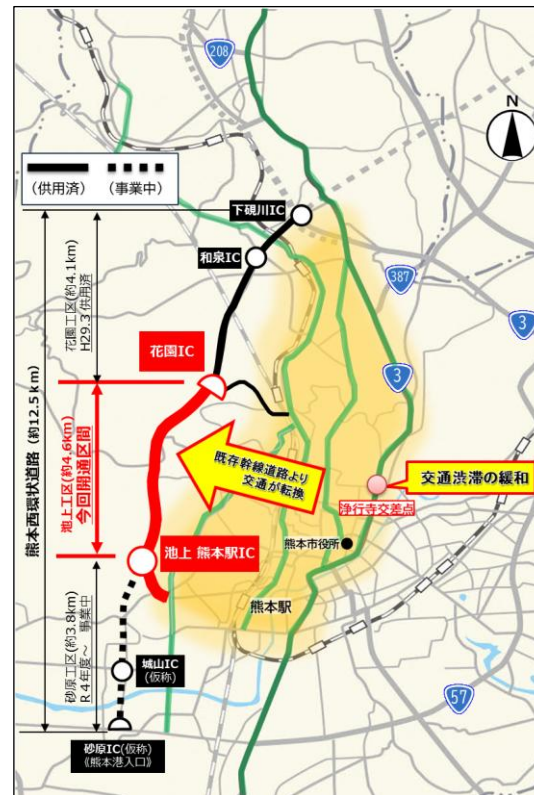 208
N
（供用済）
（事業中）
下硯川IC
和泉IC
387
3
花園工区(約4.1km)
H29.3 供用済
花園IC
3
熊本西環状道路（約12.5km）
池上工区(約4.6km)
今回開通区間
既存幹線道路より
交通が転換
交通渋滞の緩和
浄行寺交差点
熊本市役所
池上 熊本駅IC
熊本駅
砂原工区(約3.8km)
R４年度～ 事業中
城山IC
(仮称)
57
砂原IC(仮称)
《熊本港入口》